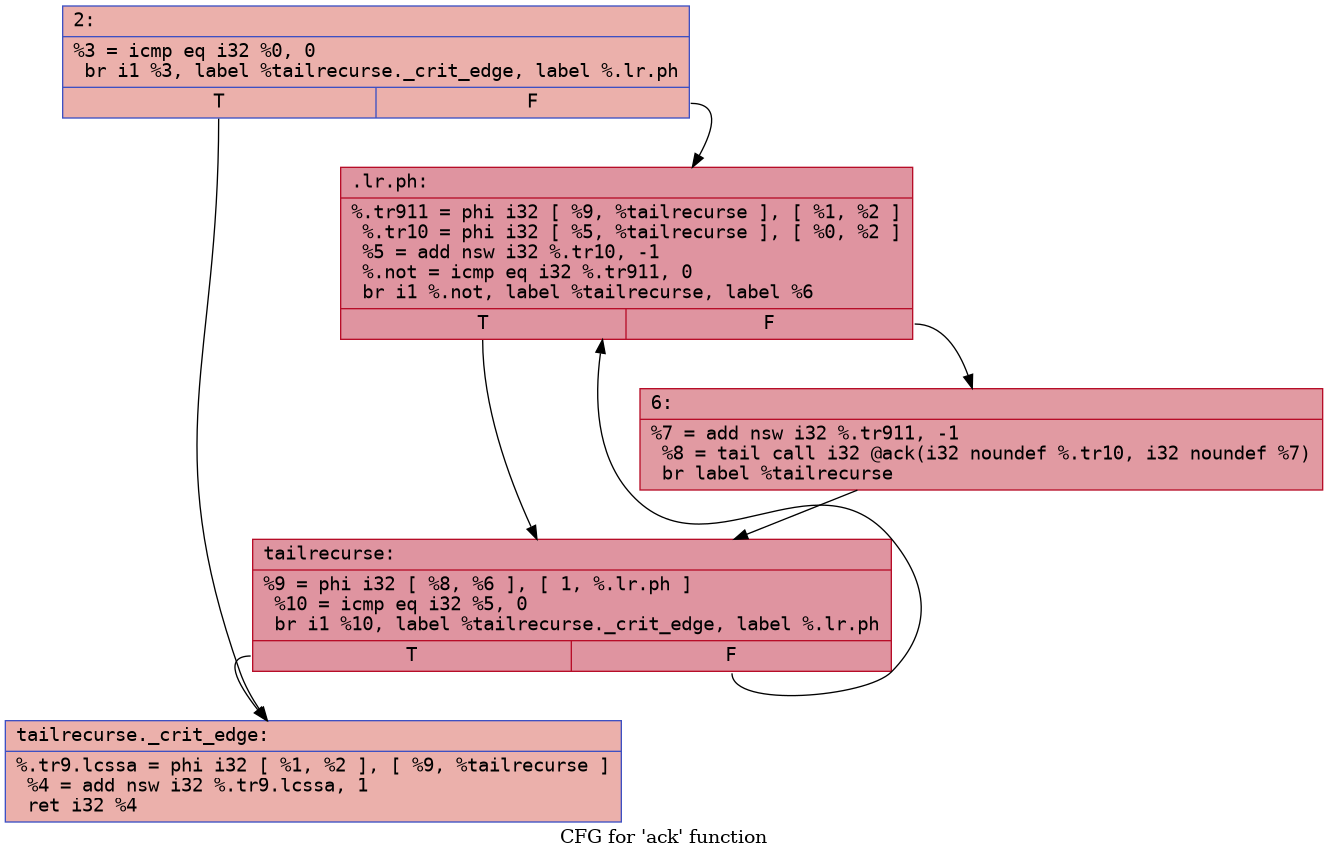 2:
%3 = icmp eq i32 %0, 0
br i1 %3, label %tailrecurse._crit_edge, label %.lr.ph
T F
.lr.ph:
%.tr911 = phi i32 [ %9, %tailrecurse ], [ %1, %2 ]
%.tr10 = phi i32 [ %5, %tailrecurse ], [ %0, %2 ]
%5 = add nsw i32 %.tr10, -1
%.not = icmp eq i32 %.tr911, 0
br i1 %.not, label %tailrecurse, label %6
T F
6:
%7 = add nsw i32 %.tr911, -1
%8 = tail call i32 @ack(i32 noundef %.tr10, i32 noundef %7)
br label %tailrecurse
tailrecurse:
%9 = phi i32 [ %8, %6 ], [ 1, %.lr.ph ]
%10 = icmp eq i32 %5, 0
br i1 %10, label %tailrecurse._crit_edge, label %.lr.ph
T F
tailrecurse._crit_edge:
%.tr9.lcssa = phi i32 [ %1, %2 ], [ %9, %tailrecurse ]
%4 = add nsw i32 %.tr9.lcssa, 1
ret i32 %4
CFG for 'ack' function